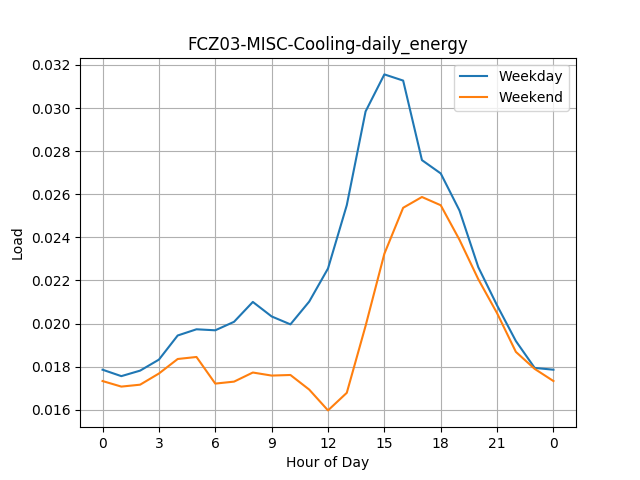 FCZ03-MISC-Cooling-daily_energy
Weekday
Weekend
0.032
0.030
0.028
0.026
0.024
0.022
0.020
0.018
0.016
Load
0 3 6 9 12 15 18 21 0
Hour of Day